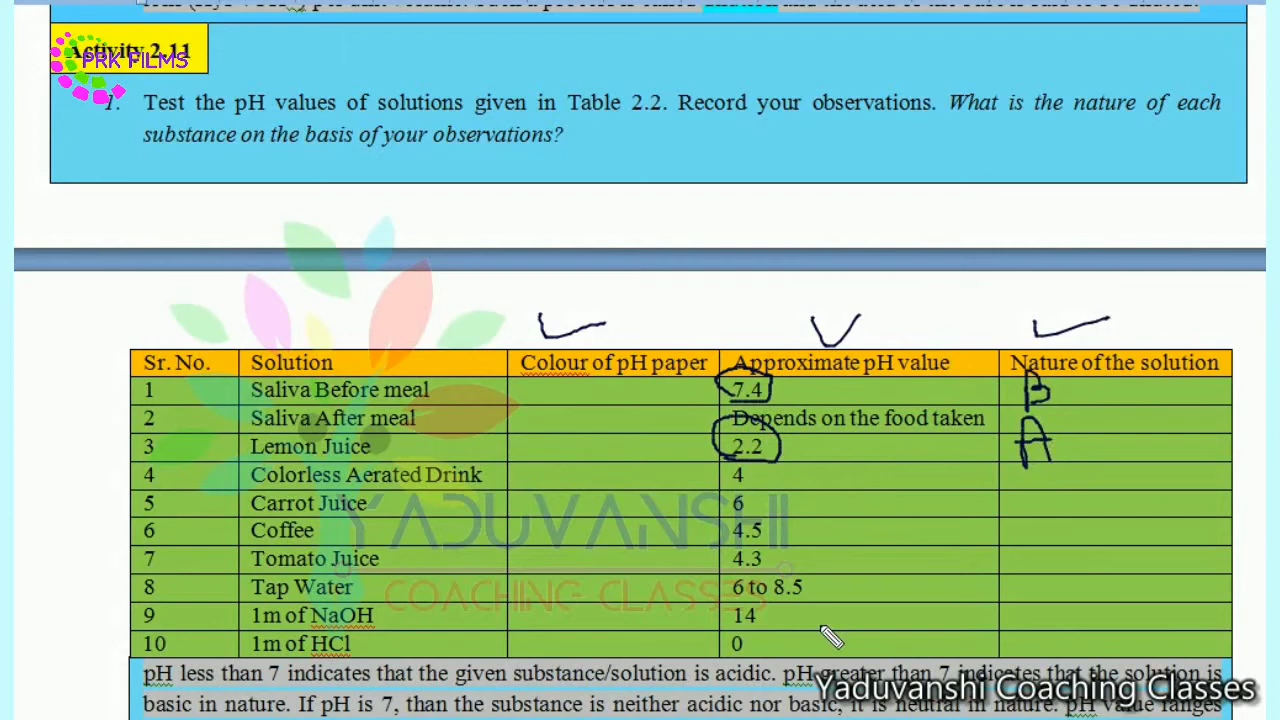 Activity 2.11
PRK FILMS
1. Test the pH values of solutions given in Table 2.2. Record your observations. What is the nature of each
substance on the basis of your observations?
Sr. No. Solution Colour of pH paper Approximate pH value Nature of the solution
1 Saliva Before meal 7.4 B
2 Saliva After meal Depends on the food taken
3 Lemon Juice 2.2 A
4 Colorless Aerated Drink 4
5 Carrot Juice 6
6 Coffee 4.5
7 Tomato Juice 4.3
8 Tap Water 6 to 8.5
9 1m of NaOH 14
10 1m of HCl 0
YADUVANSHI
COACHING CLASSES
pH less than 7 indicates that the given substance/solution is acidic. pH greater than 7 indicates that the solution is
basic in nature. If pH is 7, than the substance is neither acidic nor basic, it is neutral in nature. pH value ranges
Yaduvanshi Coaching Classes